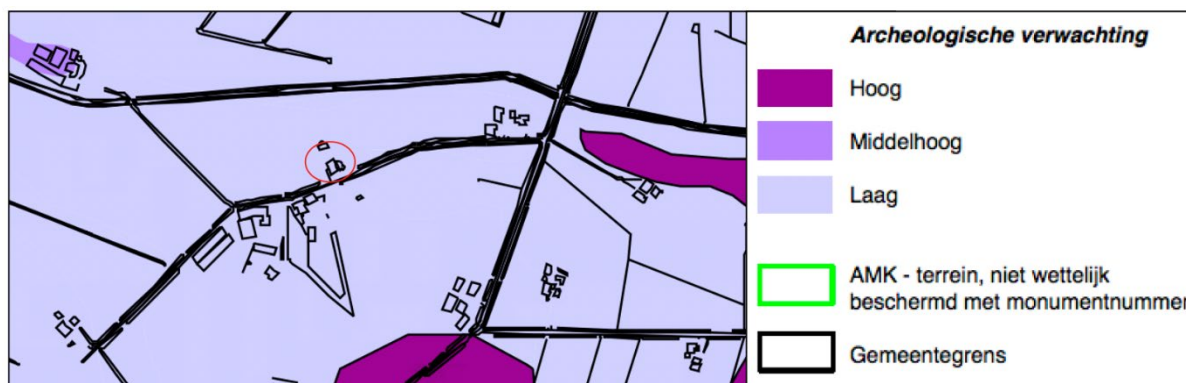 Archeologische verwachting
Hoog
Middelhoog
Laag
AMK - terrein, niet wettelijk
beschermd met monumentnummer
Gemeentegrens